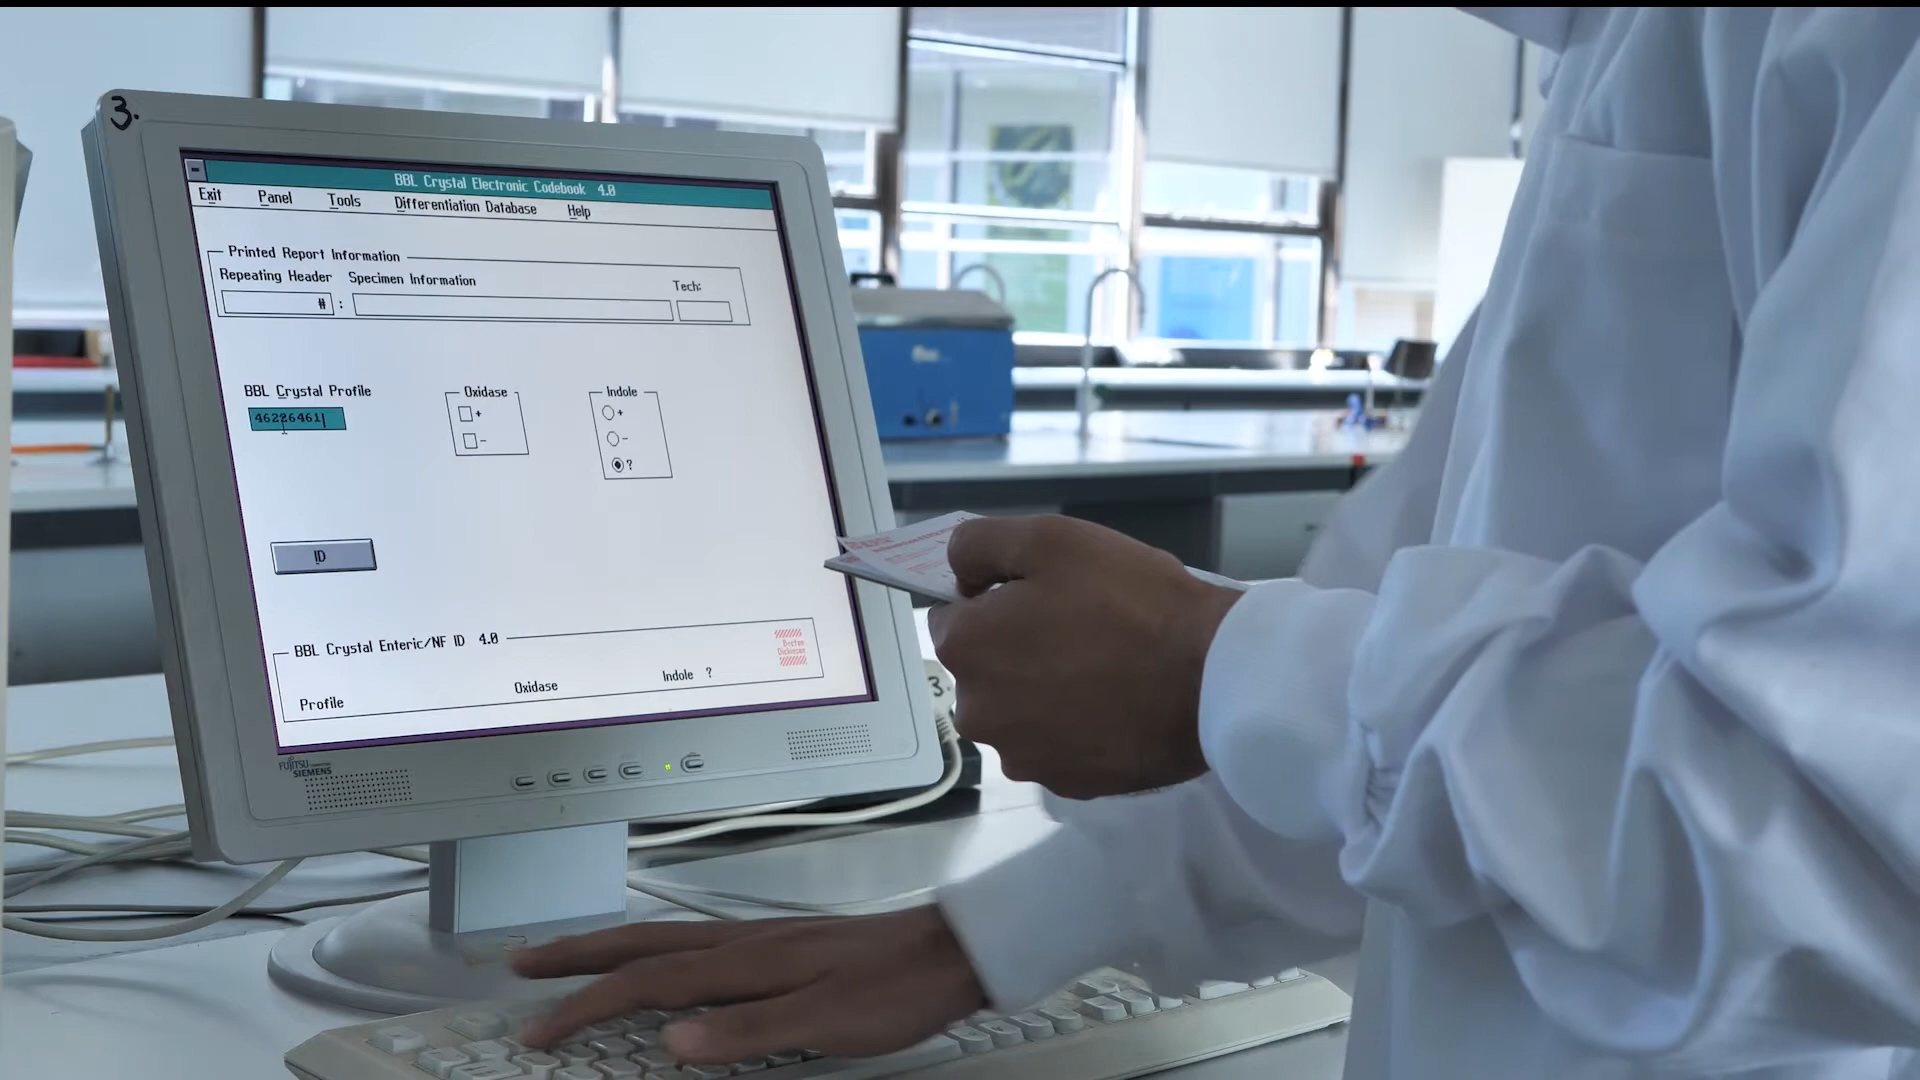 3.
BBL Crystal Electronic Codebook 4.0
Exit Panel Tools Differentiation Database Help
Printed Report Information
Repeating Header Specimen Information Tech:
# :
BBL Crystal Profile
46226461
Oxidase
+
-
Indole
+
-
?
ID
BBL Crystal Enteric/NF ID 4.0
Becton
Dickinson
Profile Oxidase Indole ?
FUJITSU
SIEMENS
3.